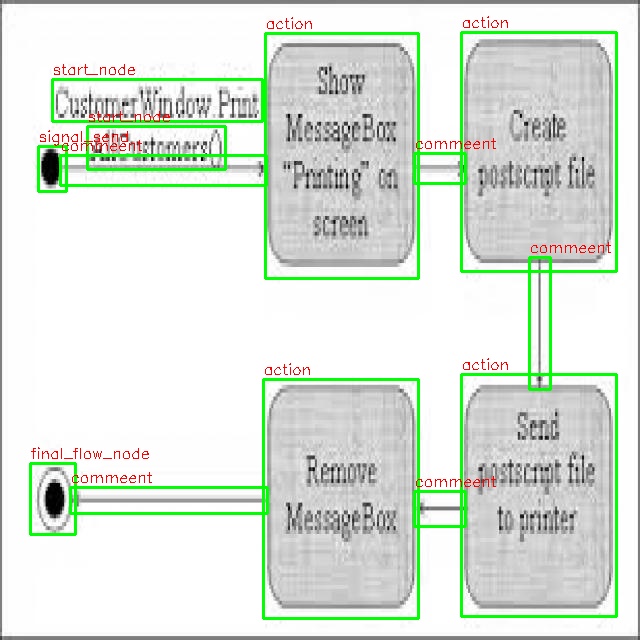 action
action
start_node
CustomerWindow.Print
start_node
AllCustomers()
signal_send
commeent
Show
MessageBox
"Printing" on
screen
commeent
Create
postscript file
commeent
action
action
final_flow_node
commeent
Remove
MessageBox
commeent
Send
postscript file
to printer